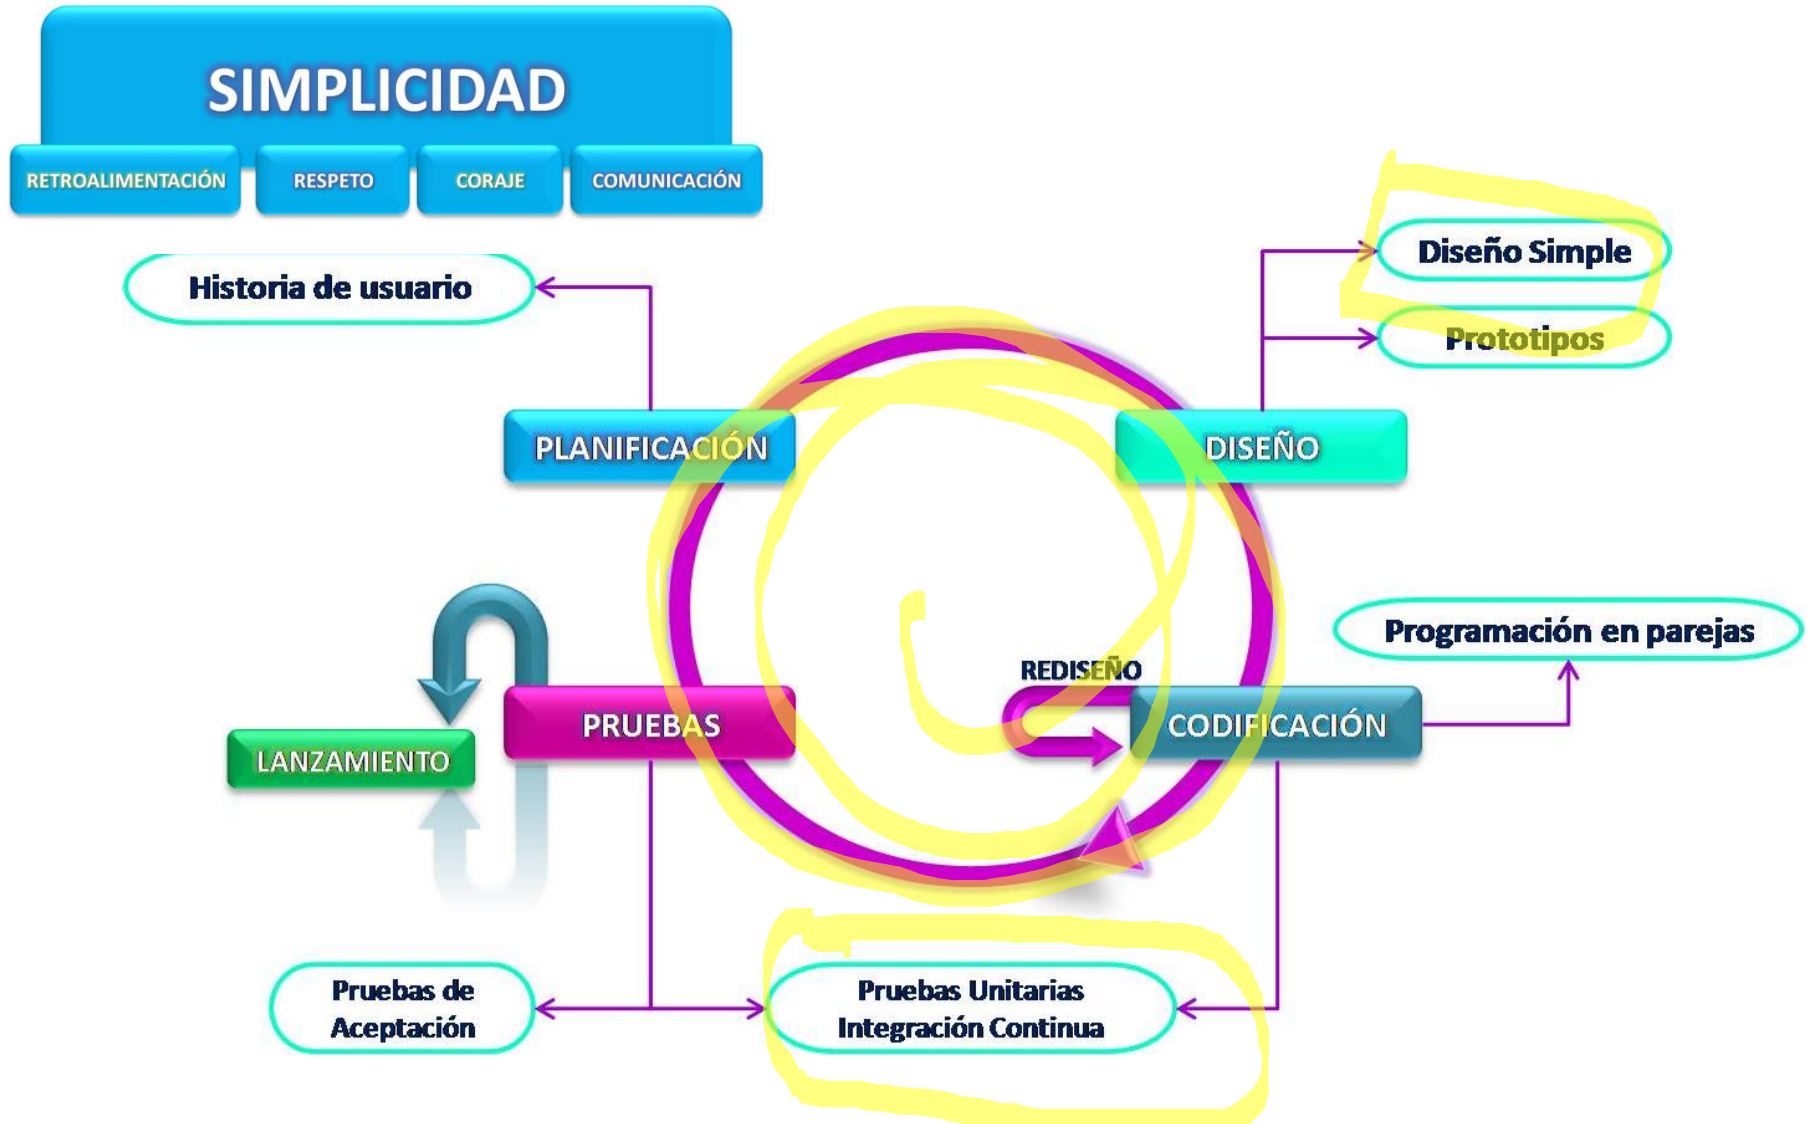 SIMPLICIDAD
RETROALIMENTACIÓN
RESPETO
CORAJE
COMUNICACIÓN
Historia de usuario
Diseño Simple
Prototipos
PLANIFICACIÓN
DISEÑO
Programación en parejas
REDISEÑO
PRUEBAS
CODIFICACIÓN
LANZAMIENTO
Pruebas de
Aceptación
Pruebas Unitarias
Integración Continua